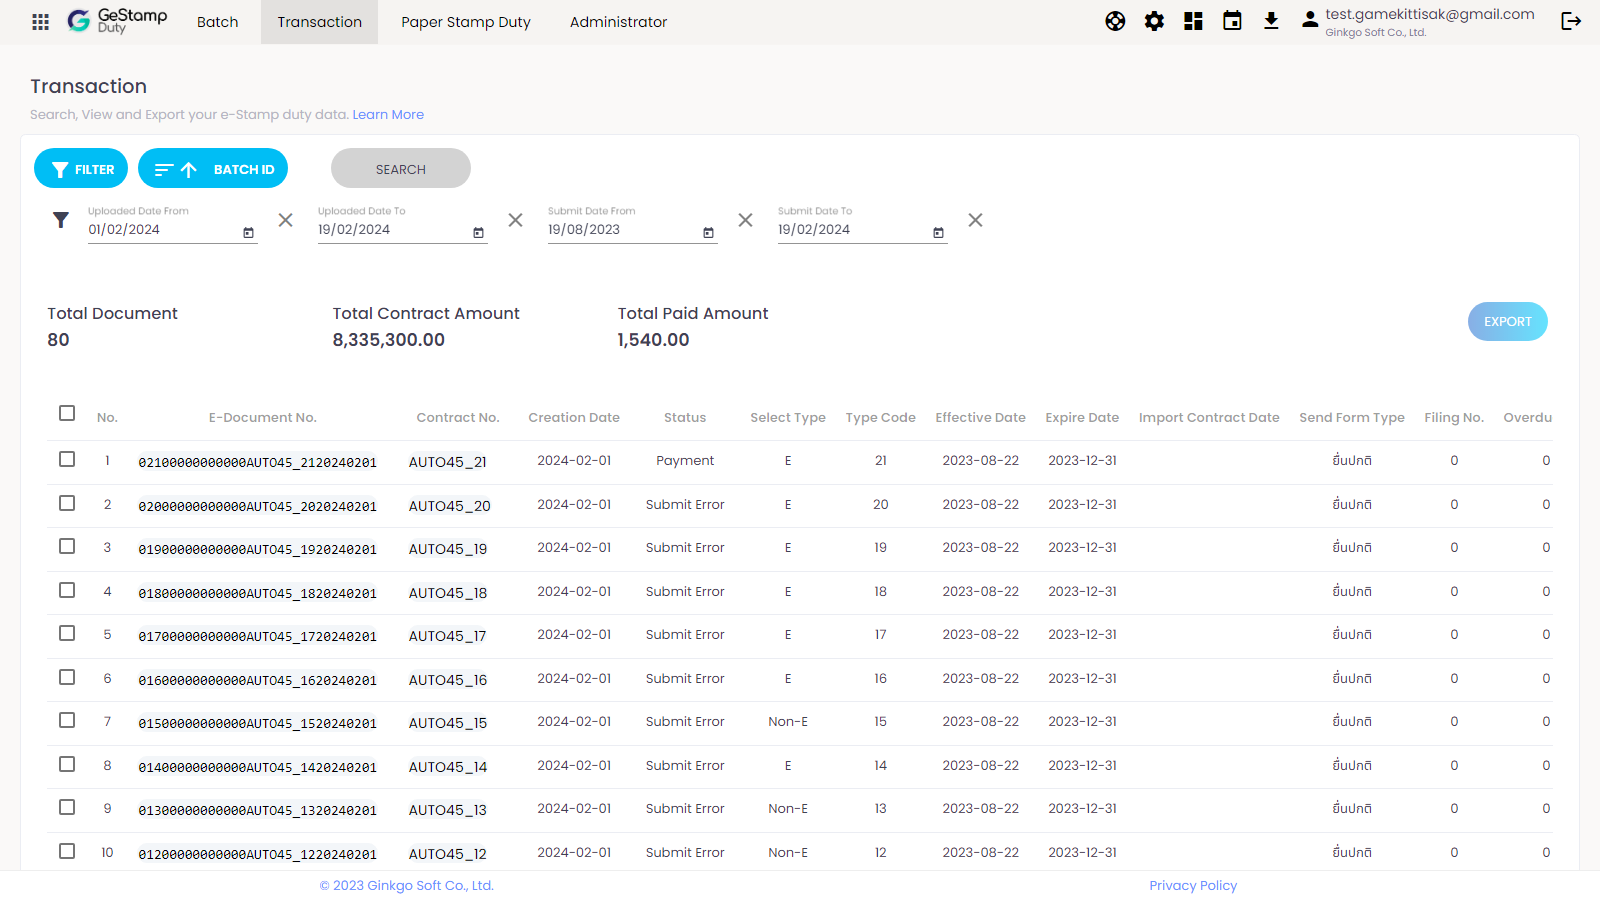 GeStamp
Duty
Batch
Transaction
Paper Stamp Duty
Administrator
test.gamekittisak@gmail.com
Ginkgo Soft Co., Ltd.
Transaction
Search, View and Export your e-Stamp duty data. Learn More
FILTER
BATCH ID
SEARCH
Uploaded Date From
01/02/2024
Uploaded Date To
19/02/2024
Submit Date From
19/08/2023
Submit Date To
19/02/2024
Total Document
80
Total Contract Amount
8,335,300.00
Total Paid Amount
1,540.00
EXPORT
No. E-Document No. Contract No. Creation Date Status Select Type Type Code Effective Date Expire Date Import Contract Date Send Form Type Filing No. Overdu
1 02100000000000AUTO45_2120240201 AUTO45_21 2024-02-01 Payment E 21 2023-08-22 2023-12-31 ยื่นปกติ 0 0
2 02000000000000AUTO45_2020240201 AUTO45_20 2024-02-01 Submit Error E 20 2023-08-22 2023-12-31 ยื่นปกติ 0 0
3 01900000000000AUTO45_1920240201 AUTO45_19 2024-02-01 Submit Error E 19 2023-08-22 2023-12-31 ยื่นปกติ 0 0
4 01800000000000AUTO45_1820240201 AUTO45_18 2024-02-01 Submit Error E 18 2023-08-22 2023-12-31 ยื่นปกติ 0 0
5 01700000000000AUTO45_1720240201 AUTO45_17 2024-02-01 Submit Error E 17 2023-08-22 2023-12-31 ยื่นปกติ 0 0
6 01600000000000AUTO45_1620240201 AUTO45_16 2024-02-01 Submit Error E 16 2023-08-22 2023-12-31 ยื่นปกติ 0 0
7 01500000000000AUTO45_1520240201 AUTO45_15 2024-02-01 Submit Error Non-E 15 2023-08-22 2023-12-31 ยื่นปกติ 0 0
8 01400000000000AUTO45_1420240201 AUTO45_14 2024-02-01 Submit Error E 14 2023-08-22 2023-12-31 ยื่นปกติ 0 0
9 01300000000000AUTO45_1320240201 AUTO45_13 2024-02-01 Submit Error Non-E 13 2023-08-22 2023-12-31 ยื่นปกติ 0 0
10 01200000000000AUTO45_1220240201 AUTO45_12 2024-02-01 Submit Error Non-E 12 2023-08-22 2023-12-31 ยื่นปกติ 0 0
© 2023 Ginkgo Soft Co., Ltd.
Privacy Policy